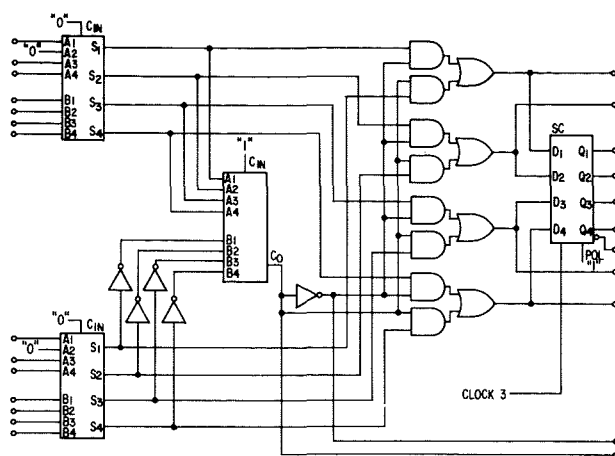 "0" CIN
A1 S1
"0" A2
A3 S2
A4
B1 S3
B2
B3 S4
B4
"1" CIN
A1
A2
A3
A4
B1
B2
B3
B4
CO
SC
D1 Q1
D2 Q2
D3 Q3
D4 Q4
POL
"1"
"0" CIN
A1 S1
"0" A2
A3 S2
A4
B1 S3
B2
B3 S4
B4
CLOCK 3